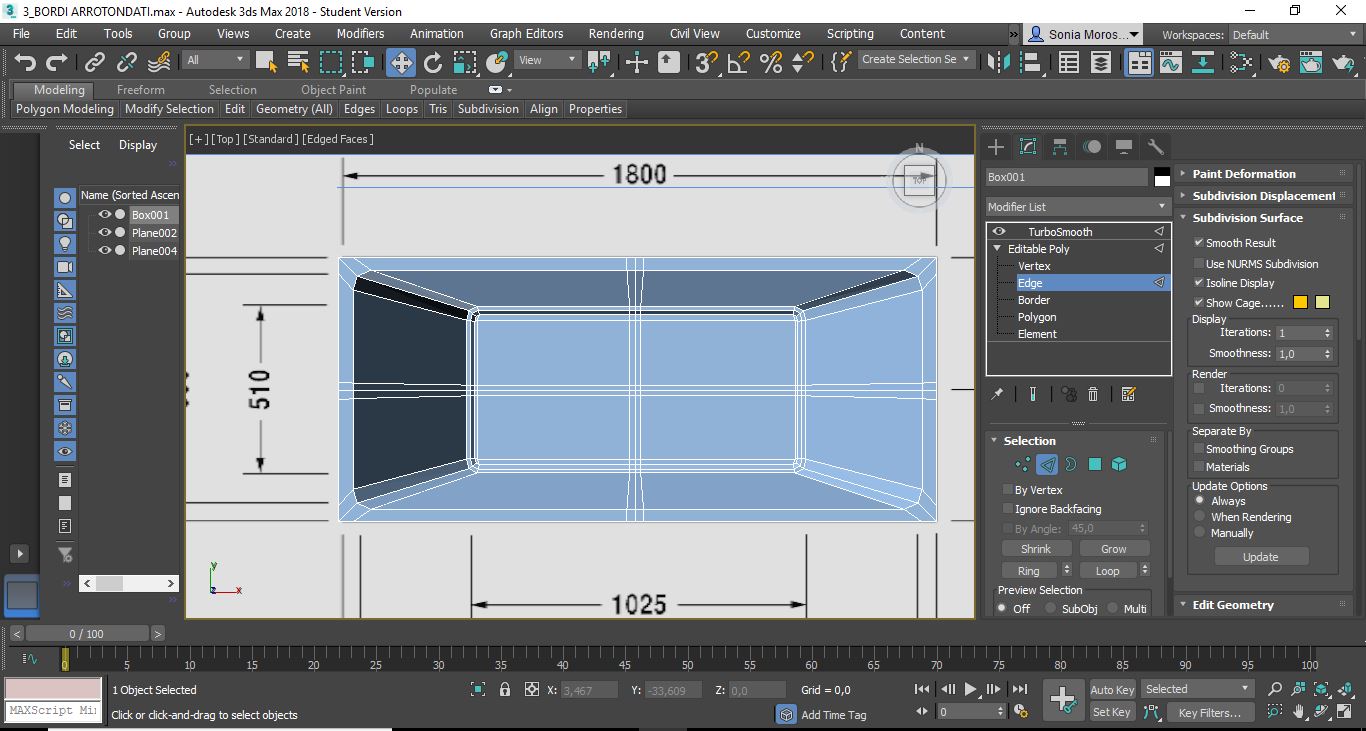 3_BORDI ARROTONDATI.max - Autodesk 3ds Max 2018 - Student Version
File Edit Tools Group Views Create Modifiers Animation Graph Editors Rendering Civil View Customize Scripting Content » Sonia Moros... Workspaces: Default
All View Create Selection Se
Modeling Freeform Selection Object Paint Populate
Polygon Modeling Modify Selection Edit Geometry (All) Edges Loops Tris Subdivision Align Properties
Select Display
Name (Sorted Ascen
Box001
Plane002
Plane004
[+] [Top] [Standard] [Edged Faces]
1800
N
TOP
510
1025
y
z
x
Box001
Modifier List
TurboSmooth
Editable Poly
Vertex
Edge
Border
Polygon
Element
Selection
By Vertex
Ignore Backfacing
By Angle: 45,0
Shrink Grow
Ring Loop
Preview Selection
Off SubObj Multi
Paint Deformation
Subdivision Displacement
Subdivision Surface
Smooth Result
Use NURMS Subdivision
Isoline Display
Show Cage......
Display
Iterations: 1
Smoothness: 1,0
Render
Iterations: 0
Smoothness: 1,0
Separate By
Smoothing Groups
Materials
Update Options
Always
When Rendering
Manually
Update
Edit Geometry
< 0 / 100 >
0 5 10 15 20 25 30 35 40 45 50 55 60 65 70 75 80 85 90 95 100
1 Object Selected X: 3,467 Y: -33,609 Z: 0,0 Grid = 0,0 Auto Key Selected
MAXScript Mi
Click or click-and-drag to select objects Add Time Tag 0 Set Key Key Filters...